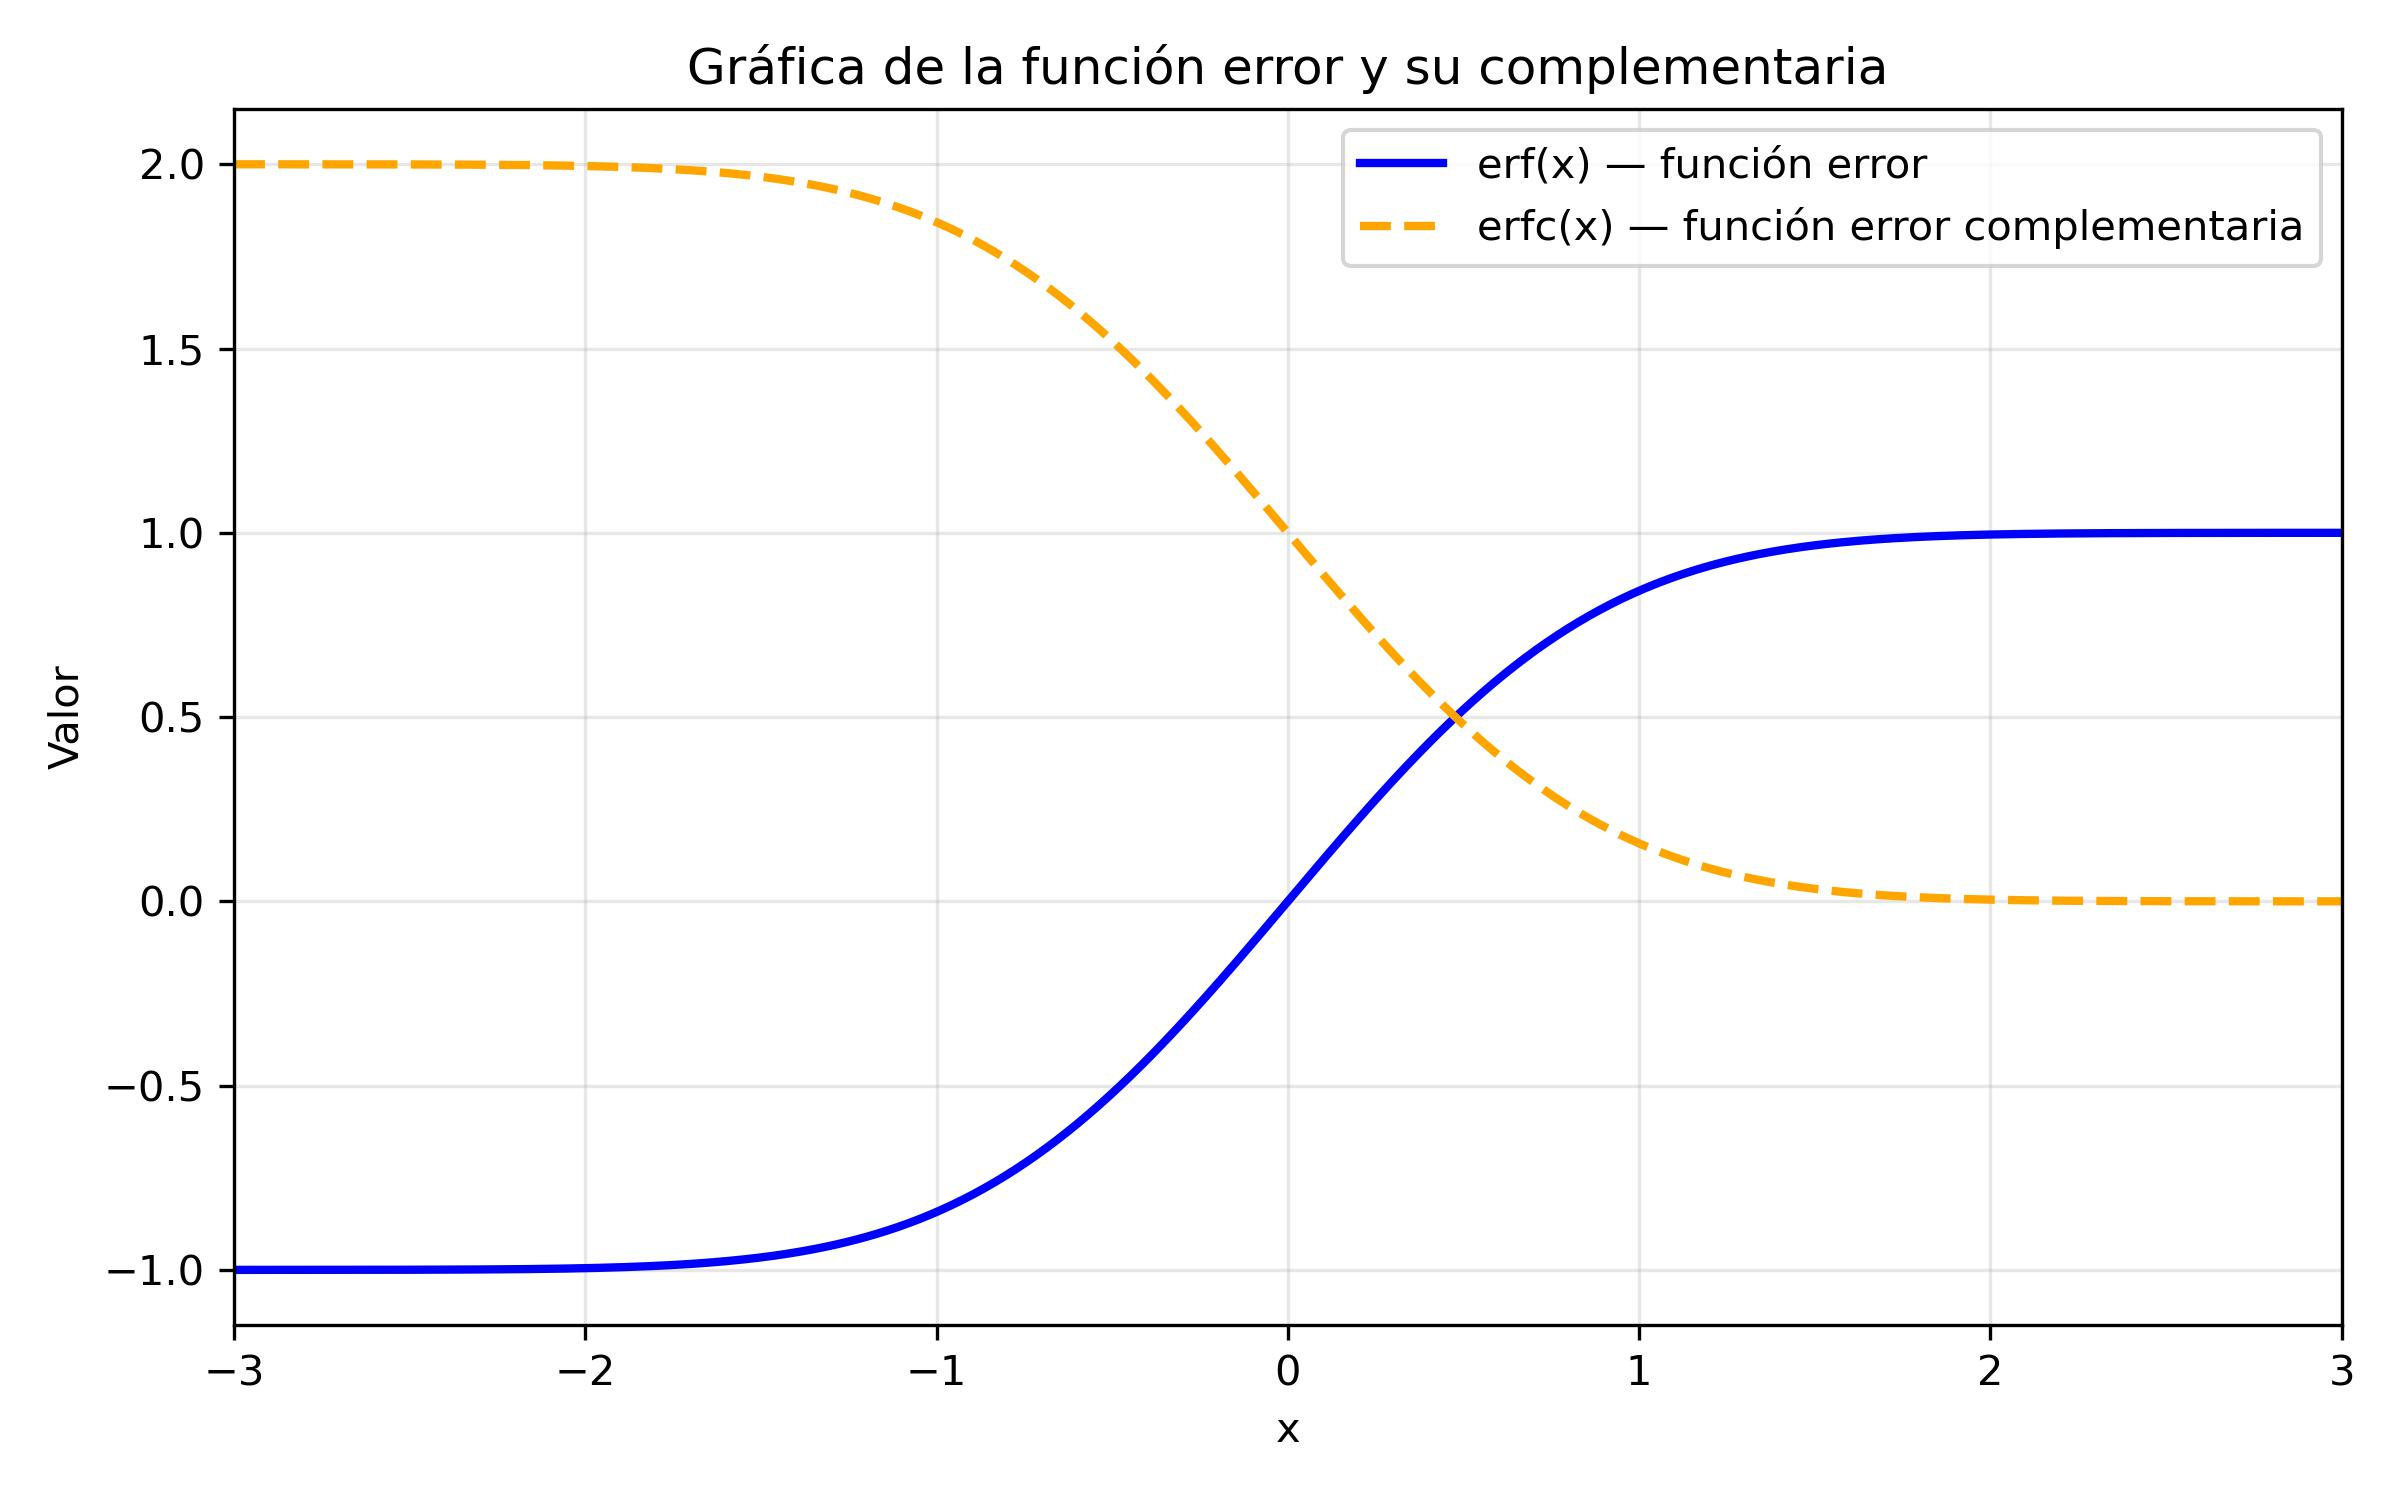 Gráfica de la función error y su complementaria
erf(x) — función error
erfc(x) — función error complementaria
2.0
1.5
1.0
0.5
0.0
−0.5
−1.0
Valor
−3
−2
−1
0
1
2
3
x